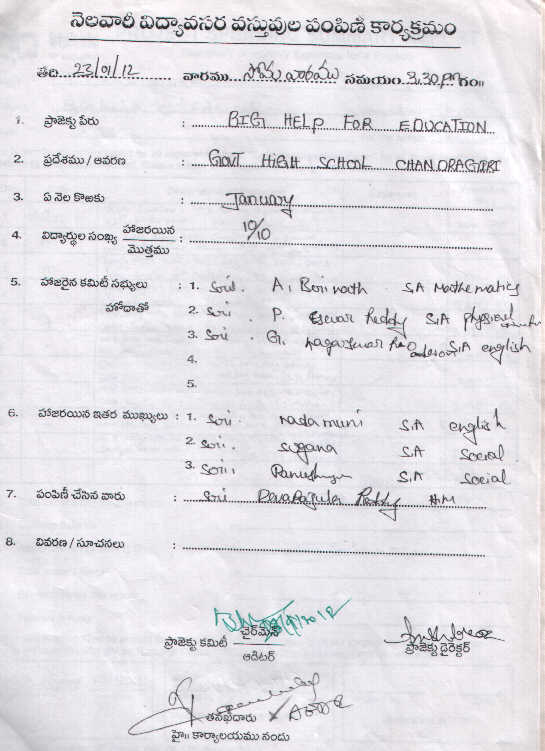 నెలవారీ విద్యావసర వస్తువుల పంపిణీ కార్యక్రమం
తేది...23/01/12 వారము...సోమవారము సమయం.3.30.PM గం॥
1. ప్రాజెక్టు పేరు : BIG HELP FOR EDUCATION
2. ప్రదేశము / ఆవరణ : GOVT HIGH SCHOOL CHANDRAGIRI
3. ఏ నెల కొఱకు : January
4. విద్యార్థుల సంఖ్య హాజరయిన / మొత్తము : 10/10
5. హాజరైన కమిటీ సభ్యులు : 1. Sri. A. S.A Mathematics
హోదాతో 2. Sri. P. Eswar Reddy S.A physical
3. Sri. G. S.A english
4.
5.
6. హాజరయిన ఇతర ముఖ్యులు : 1. Sri. radamuni S.A english
2. Sri. sugana S.A social
3. Sri. S.A social
7. పంపిణీ చేసిన వారు : Sri Reddy HM
8. వివరణ / సూచనలు :
ప్రాజెక్టు కమిటీ చైర్మన్ / ఆడిటర్
ప్రాజెక్టు డైరెక్టర్
తనిఖీదారు
హై॥ కార్యాలయము నందు